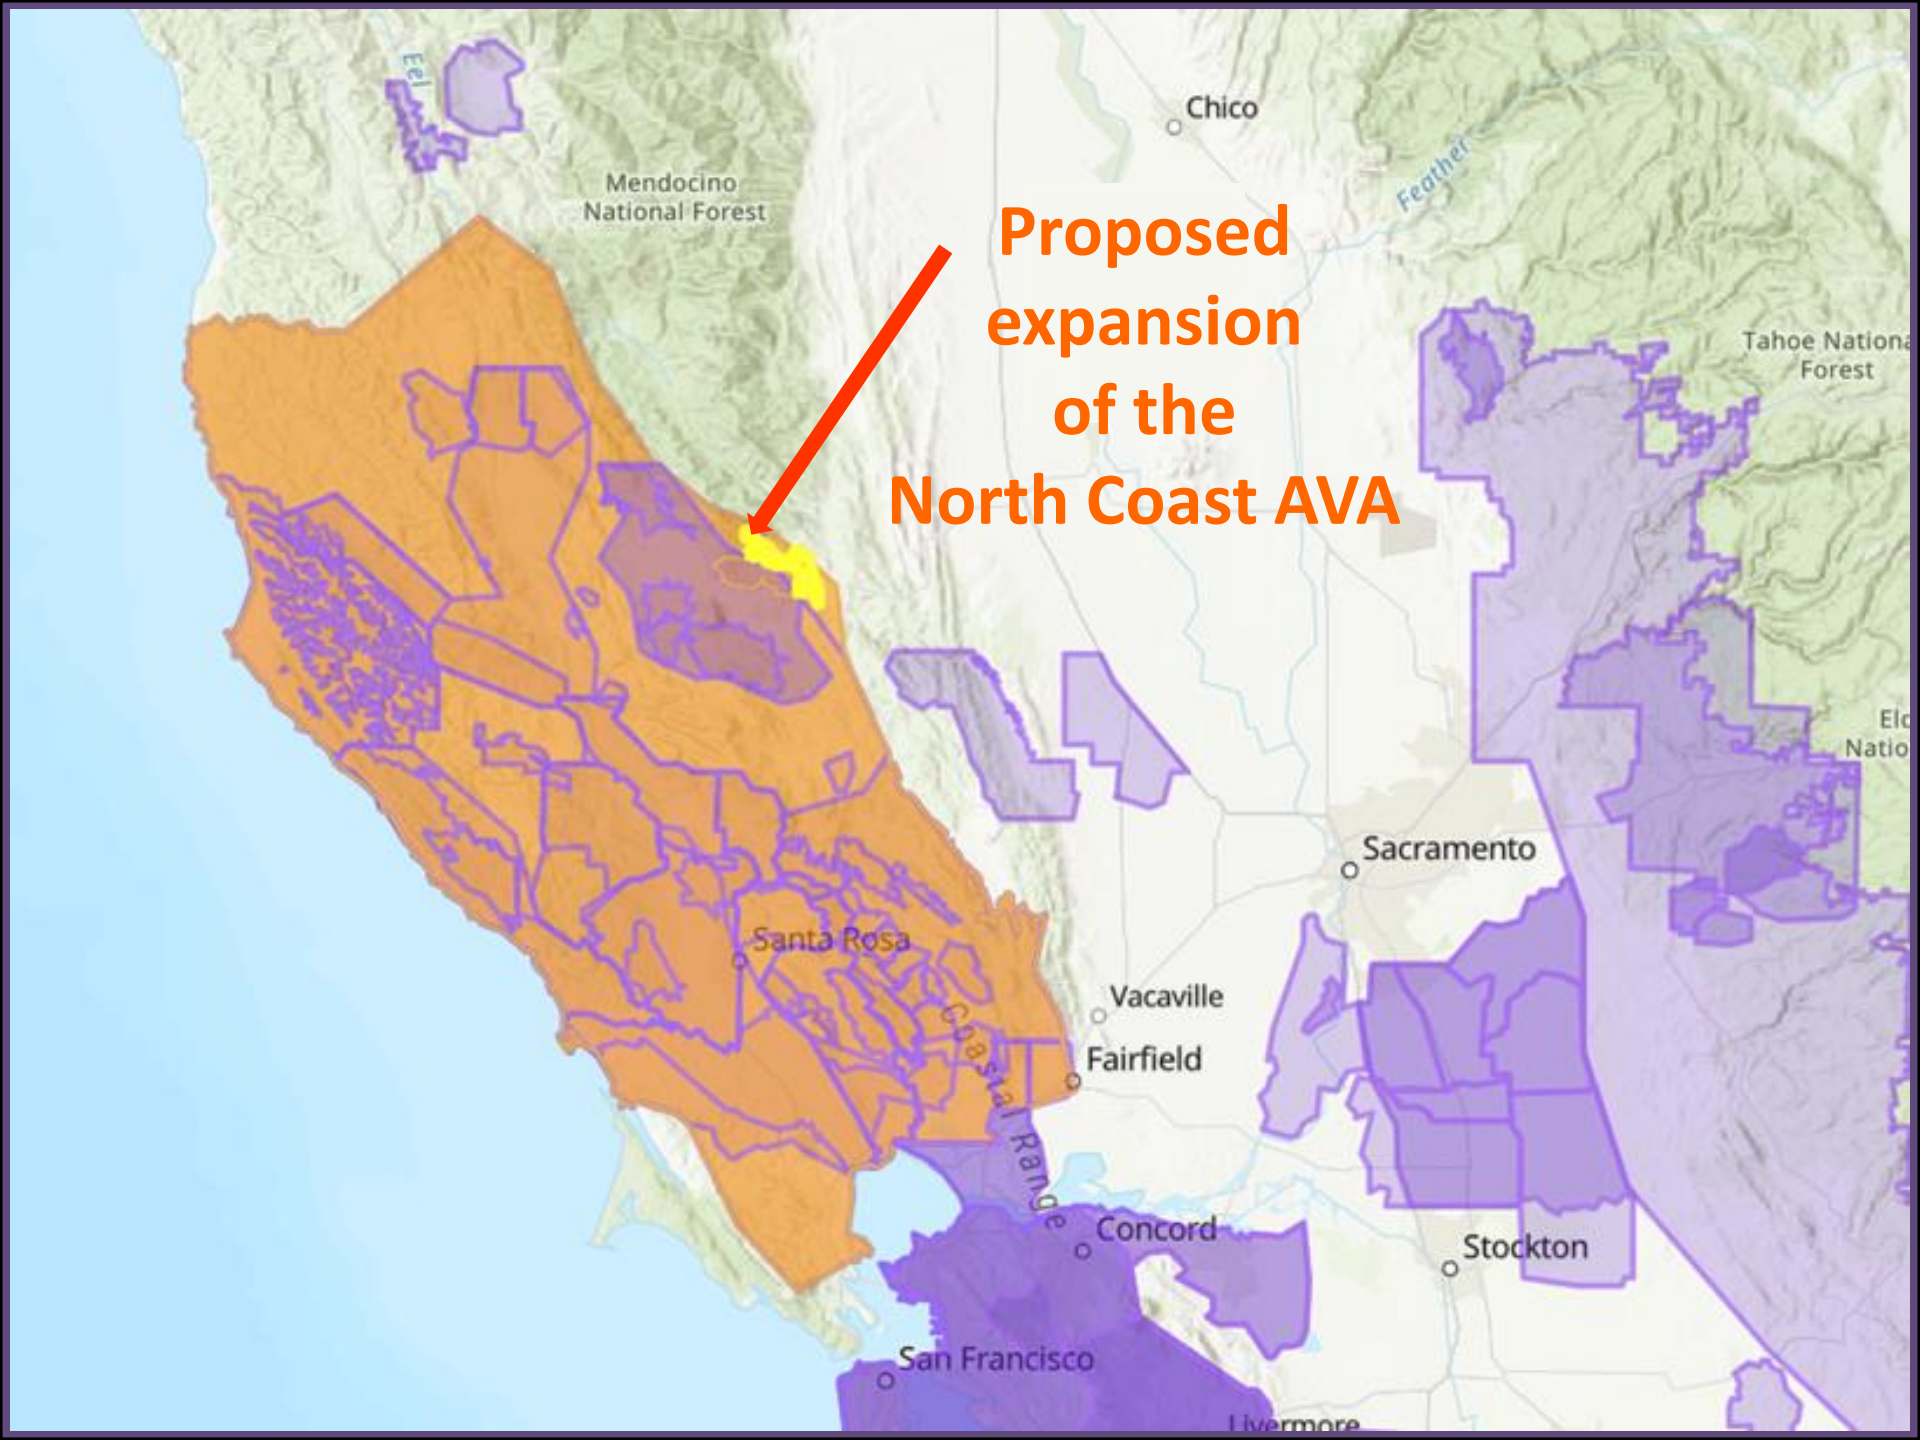 Eel
Chico
Mendocino
National Forest
Feather
Proposed
expansion
of the
North Coast AVA
Tahoe Nationa
Forest
Eld
Natio
Sacramento
Santa Rosa
Vacaville
Coastal Range
Fairfield
Concord
Stockton
San Francisco
Livermore